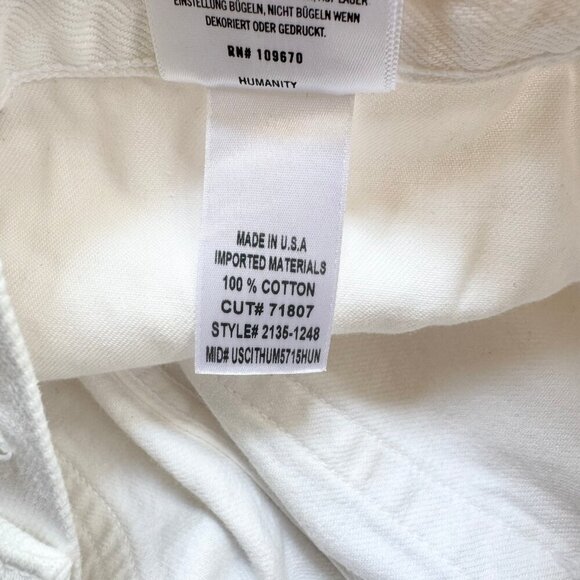 EINSTELLUNG BÜGELN, NICHT BÜGELN WENN
DEKORIERT ODER GEDRUCKT.
RN# 109670
HUMANITY
MADE IN U.S.A
IMPORTED MATERIALS
100 % COTTON
CUT# 71807
STYLE# 2135-1248
MID# USCITHUM5715HUN